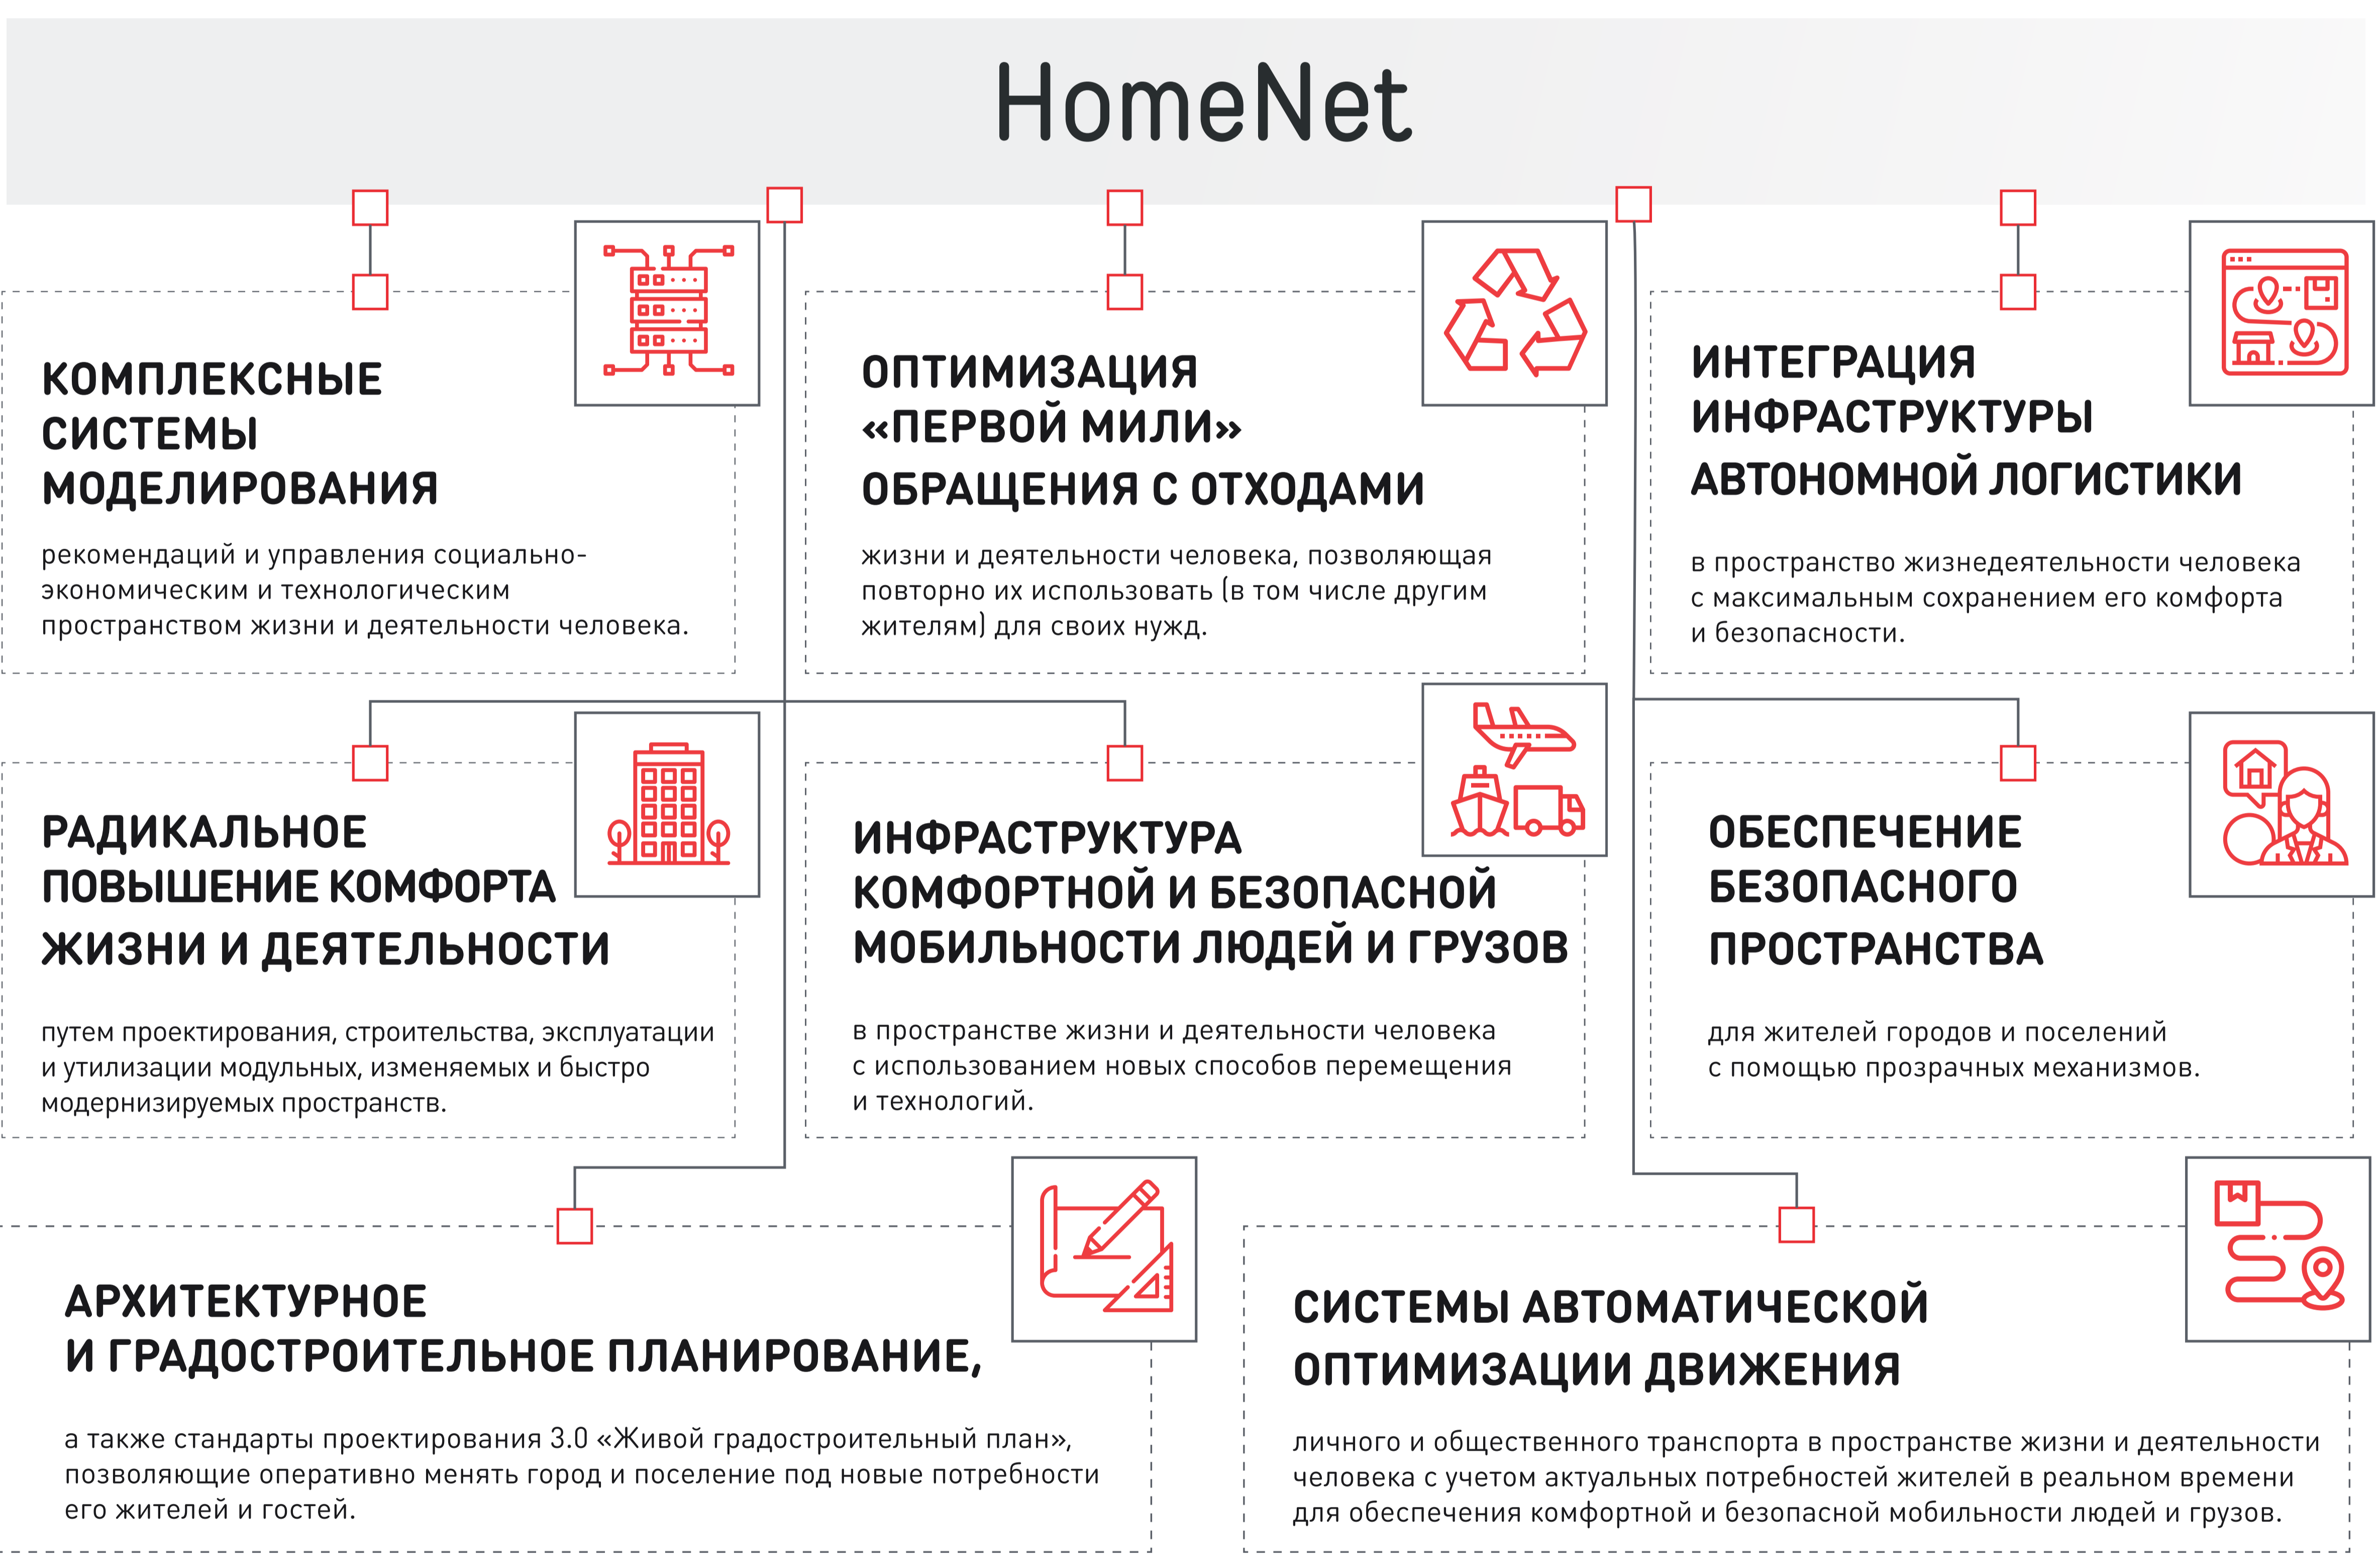 HomeNet
КОМПЛЕКСНЫЕ
СИСТЕМЫ
МОДЕЛИРОВАНИЯ
рекомендаций и управления социально-
экономическим и технологическим
пространством жизни и деятельности человека.
ОПТИМИЗАЦИЯ
«ПЕРВОЙ МИЛИ»
ОБРАЩЕНИЯ С ОТХОДАМИ
жизни и деятельности человека, позволяющая
повторно их использовать (в том числе другим
жителям) для своих нужд.
ИНТЕГРАЦИЯ
ИНФРАСТРУКТУРЫ
АВТОНОМНОЙ ЛОГИСТИКИ
в пространство жизнедеятельности человека
с максимальным сохранением его комфорта
и безопасности.
РАДИКАЛЬНОЕ
ПОВЫШЕНИЕ КОМФОРТА
ЖИЗНИ И ДЕЯТЕЛЬНОСТИ
путем проектирования, строительства, эксплуатации
и утилизации модульных, изменяемых и быстро
модернизируемых пространств.
ИНФРАСТРУКТУРА
КОМФОРТНОЙ И БЕЗОПАСНОЙ
МОБИЛЬНОСТИ ЛЮДЕЙ И ГРУЗОВ
в пространстве жизни и деятельности человека
с использованием новых способов перемещения
и технологий.
ОБЕСПЕЧЕНИЕ
БЕЗОПАСНОГО
ПРОСТРАНСТВА
для жителей городов и поселений
с помощью прозрачных механизмов.
АРХИТЕКТУРНОЕ
И ГРАДОСТРОИТЕЛЬНОЕ ПЛАНИРОВАНИЕ,
а также стандарты проектирования 3.0 «Живой градостроительный план»,
позволяющие оперативно менять город и поселение под новые потребности
его жителей и гостей.
СИСТЕМЫ АВТОМАТИЧЕСКОЙ
ОПТИМИЗАЦИИ ДВИЖЕНИЯ
личного и общественного транспорта в пространстве жизни и деятельности
человека с учетом актуальных потребностей жителей в реальном времени
для обеспечения комфортной и безопасной мобильности людей и грузов.